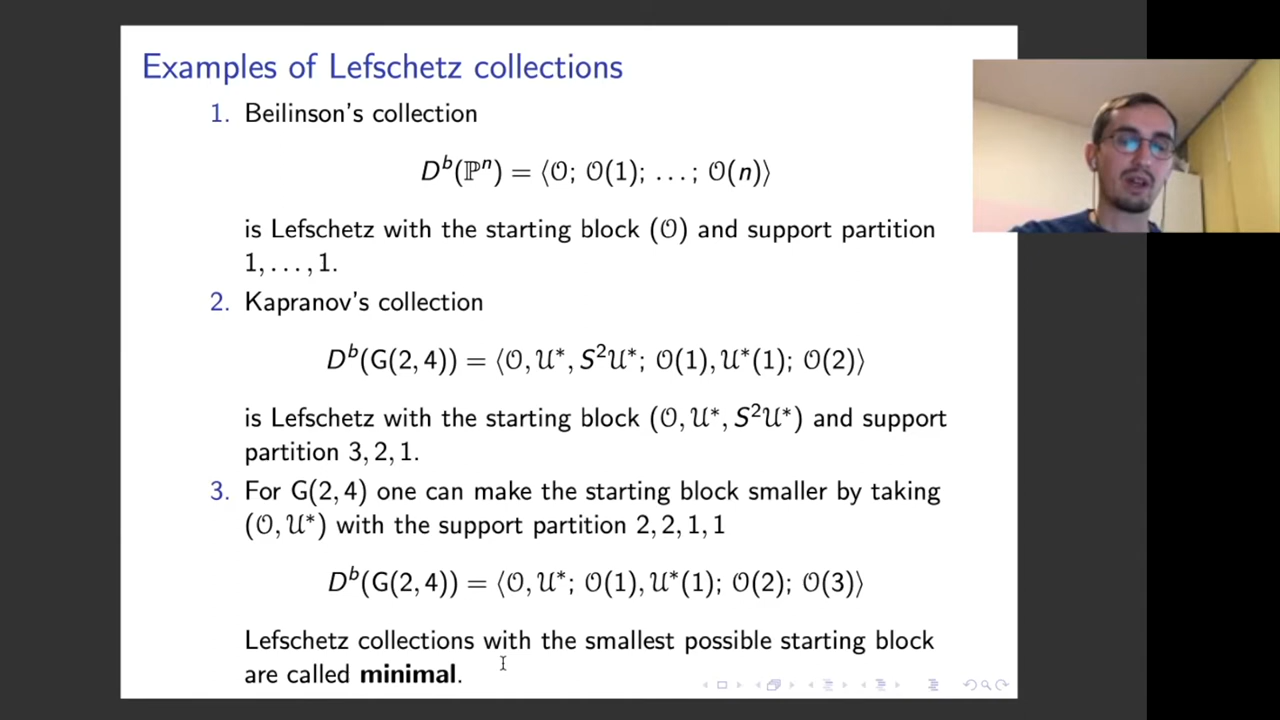 Examples of Lefschetz collections
1. Beilinson's collection
Dᵇ(ℙⁿ) = ⟨𝒪; 𝒪(1); …; 𝒪(n)⟩
is Lefschetz with the starting block (𝒪) and support partition
1, …, 1.
2. Kapranov's collection
Dᵇ(G(2, 4)) = ⟨𝒪, 𝒰*, S²𝒰*; 𝒪(1), 𝒰*(1); 𝒪(2)⟩
is Lefschetz with the starting block (𝒪, 𝒰*, S²𝒰*) and support
partition 3, 2, 1.
3. For G(2, 4) one can make the starting block smaller by taking
(𝒪, 𝒰*) with the support partition 2, 2, 1, 1
Dᵇ(G(2, 4)) = ⟨𝒪, 𝒰*; 𝒪(1), 𝒰*(1); 𝒪(2); 𝒪(3)⟩
Lefschetz collections with the smallest possible starting block
are called minimal.